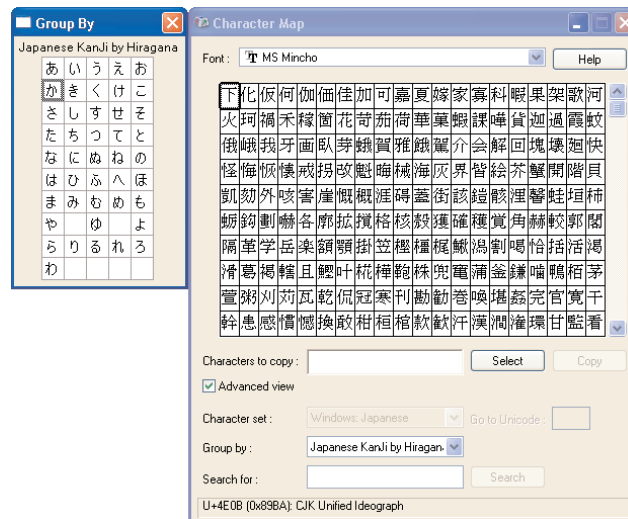 Group By
Japanese KanJi by Hiragana
あ い う え お
か き く け こ
さ し す せ そ
た ち つ て と
な に ぬ ね の
は ひ ふ へ ほ
ま み む め も
や ゆ よ
ら り る れ ろ
わ
Character Map
Font : MS Mincho Help
下化仮何伽価佳加可嘉夏嫁家寡科暇果架歌河
火珂禍禾稼箇花苛茄荷華菓蝦課嘩貨迦過霞蚊
俄峨我牙画臥芽蛾賀雅餓駕介会解回塊壊廻快
怪悔恢懐戒拐改魁晦械海灰界皆絵芥蟹開階貝
凱劾外咳害崖慨概涯碍蓋街該鎧骸浬馨蛙垣柿
蛎鈎劃嚇各廓拡撹格核殻獲確穫覚角赫較郭閣
隔革学岳楽額顎掛笠樫橿梶鰍潟割喝恰括活渇
滑葛褐轄且鰹叶椛樺鞄株兜竃蒲釜鎌噛鴨栢茅
萱粥刈苅瓦乾侃冠寒刊勘勧巻喚堪姦完官寛干
幹患感慣憾換敢柑桓棺款歓汗漢澗潅環甘監看
Characters to copy : Select Copy
Advanced view
Character set : Windows: Japanese Go to Unicode :
Group by : Japanese KanJi by Hiragan
Search for : Search
U+4E0B (0x89BA): CJK Unified Ideograph